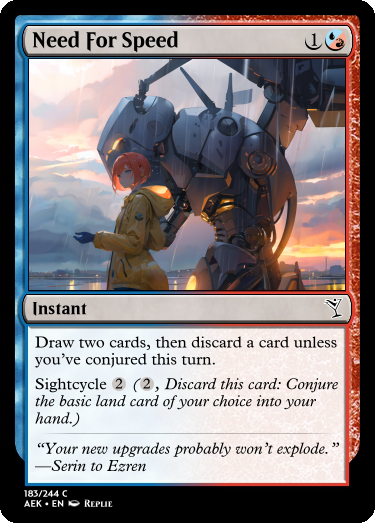 Need For Speed 1
Instant
Draw two cards, then discard a card unless
you've conjured this turn.
Sightcycle 2 (2, Discard this card: Conjure
the basic land card of your choice into your
hand.)
"Your new upgrades probably won't explode."
—Serin to Ezren
183/244 C
AEK • EN Replie